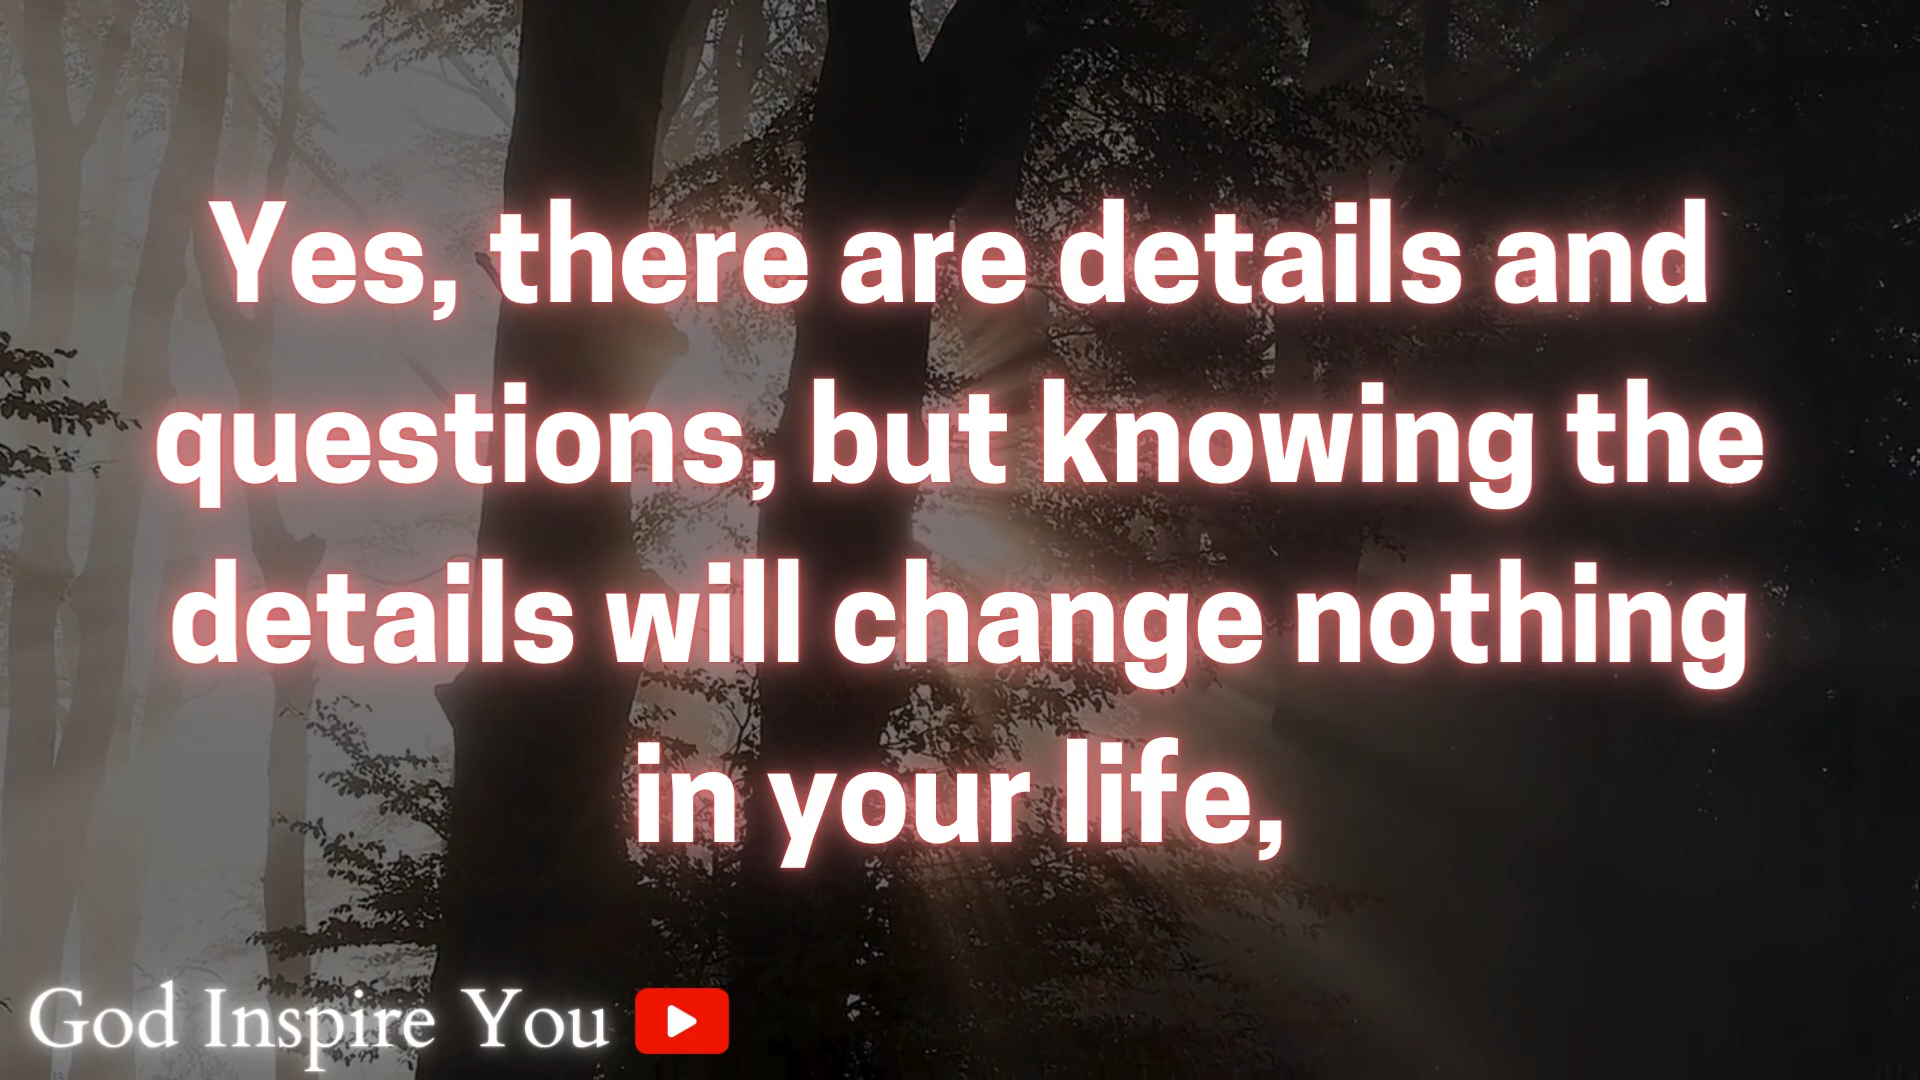 Yes, there are details and
questions, but knowing the
details will change nothing
in your life,
God Inspire You